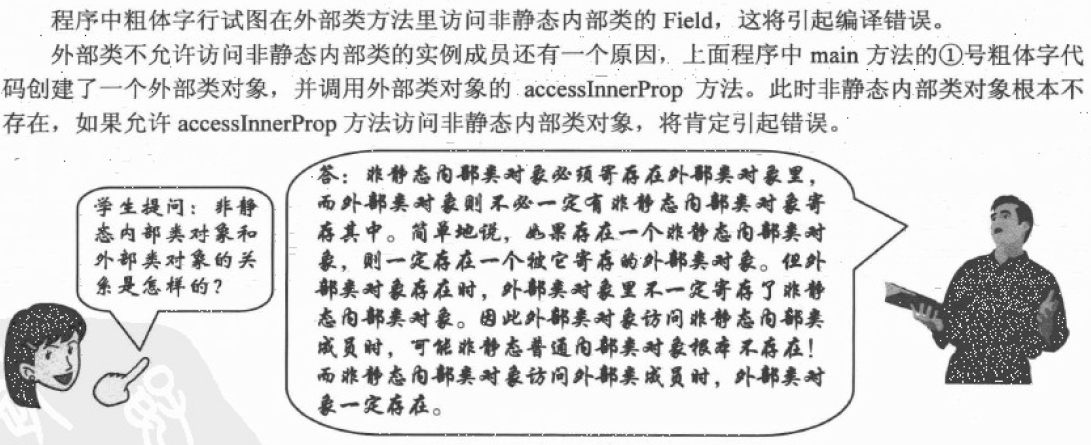 程序中粗体字行试图在外部类方法里访问非静态内部类的 Field，这将引起编译错误。
外部类不允许访问非静态内部类的实例成员还有一个原因，上面程序中 main 方法的①号粗体字代
码创建了一个外部类对象，并调用外部类对象的 accessInnerProp 方法。此时非静态内部类对象根本不
存在，如果允许 accessInnerProp 方法访问非静态内部类对象，将肯定引起错误。
学生提问：非静
态内部类对象和
外部类对象的关
系是怎样的？
答：非静态内部类对象必须寄存在外部类对象里，
而外部类对象则不必一定有非静态内部类对象寄
存其中。简单地说，如果存在一个非静态内部类对
象，则一定存在一个被它寄存的外部类对象。但外
部类对象存在时，外部类对象里不一定寄存了非静
态内部类对象。因此外部类对象访问非静态内部类
成员时，可能非静态普通内部类对象根本不存在！
而非静态内部类对象访问外部类成员时，外部类对
象一定存在。